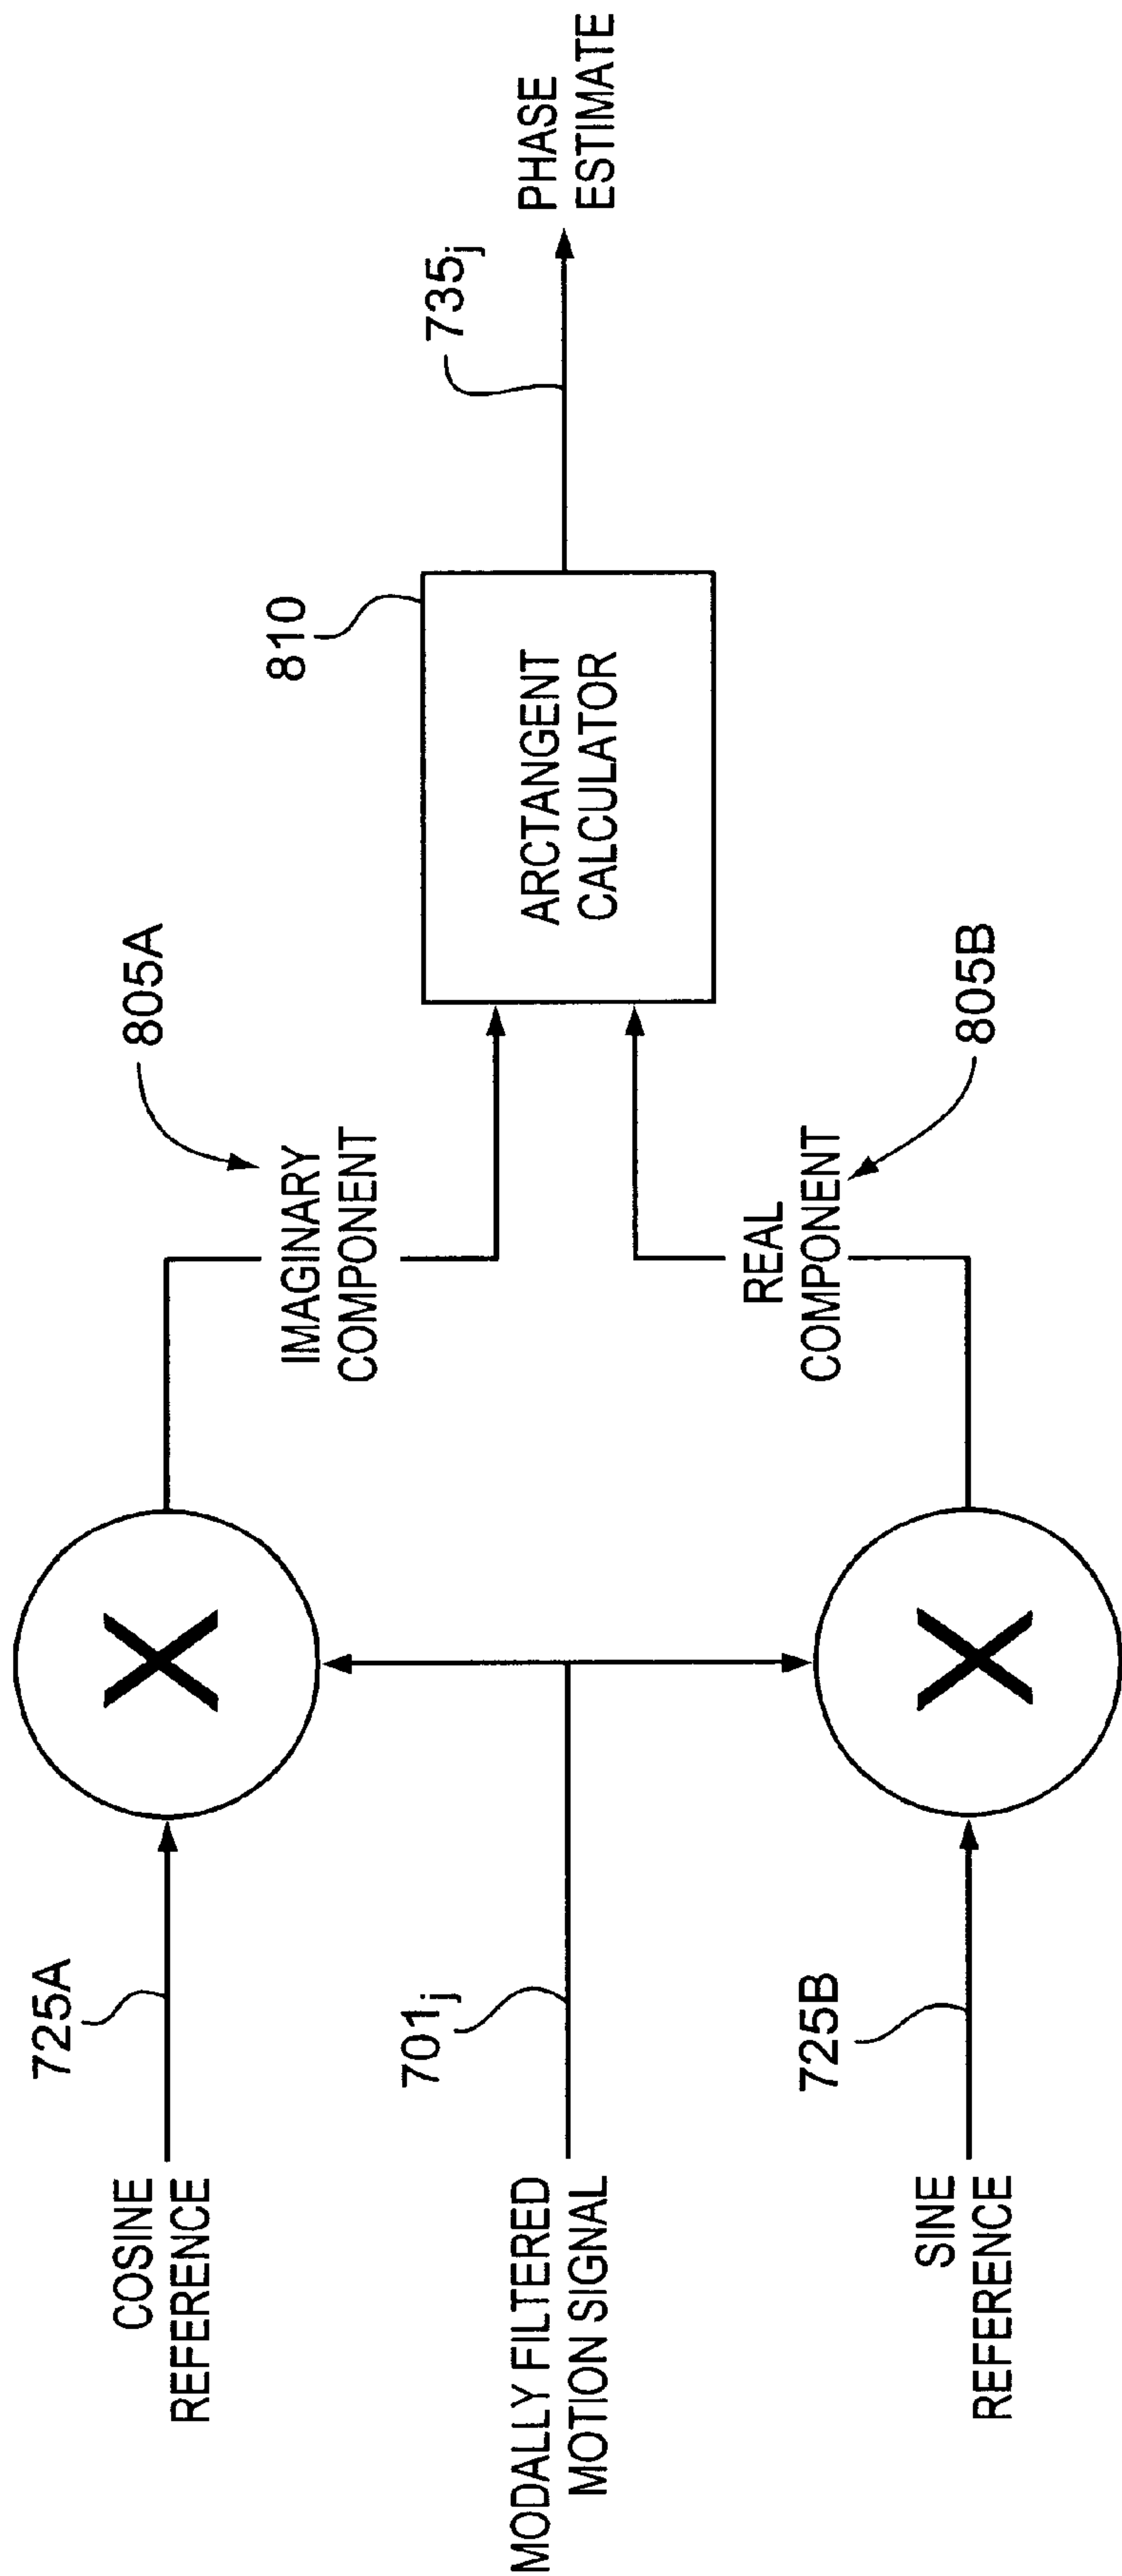 COSINE
REFERENCE
725A
X
IMAGINARY
COMPONENT
805A
MODALLY FILTERED
MOTION SIGNAL
701j
ARCTANGENT
CALCULATOR
810
735j
PHASE
ESTIMATE
SINE
REFERENCE
725B
X
REAL
COMPONENT
805B